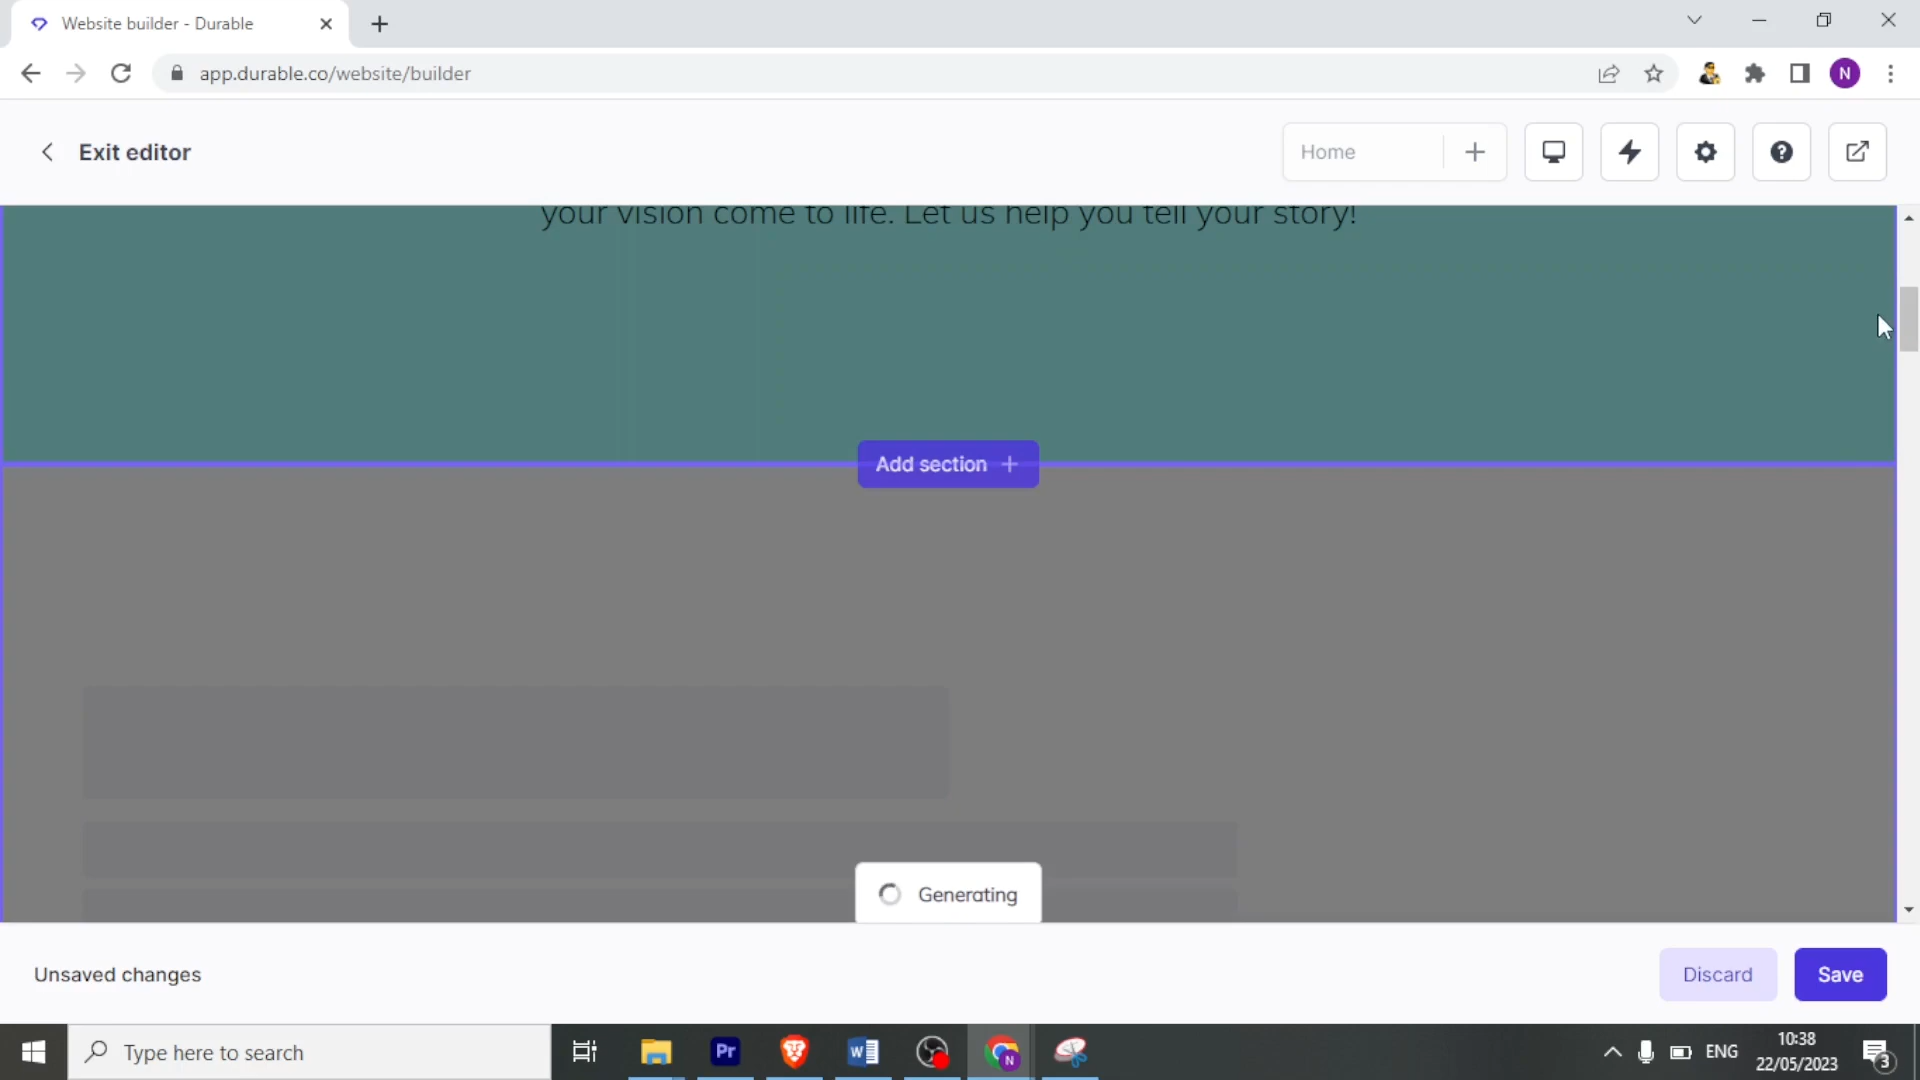 Website builder - Durable
app.durable.co/website/builder
N
Exit editor
Home
your vision come to life. Let us help you tell your story!
Add section
Generating
Unsaved changes
Discard
Save
Type here to search
Pr
W
N
ENG
10:38
22/05/2023
3